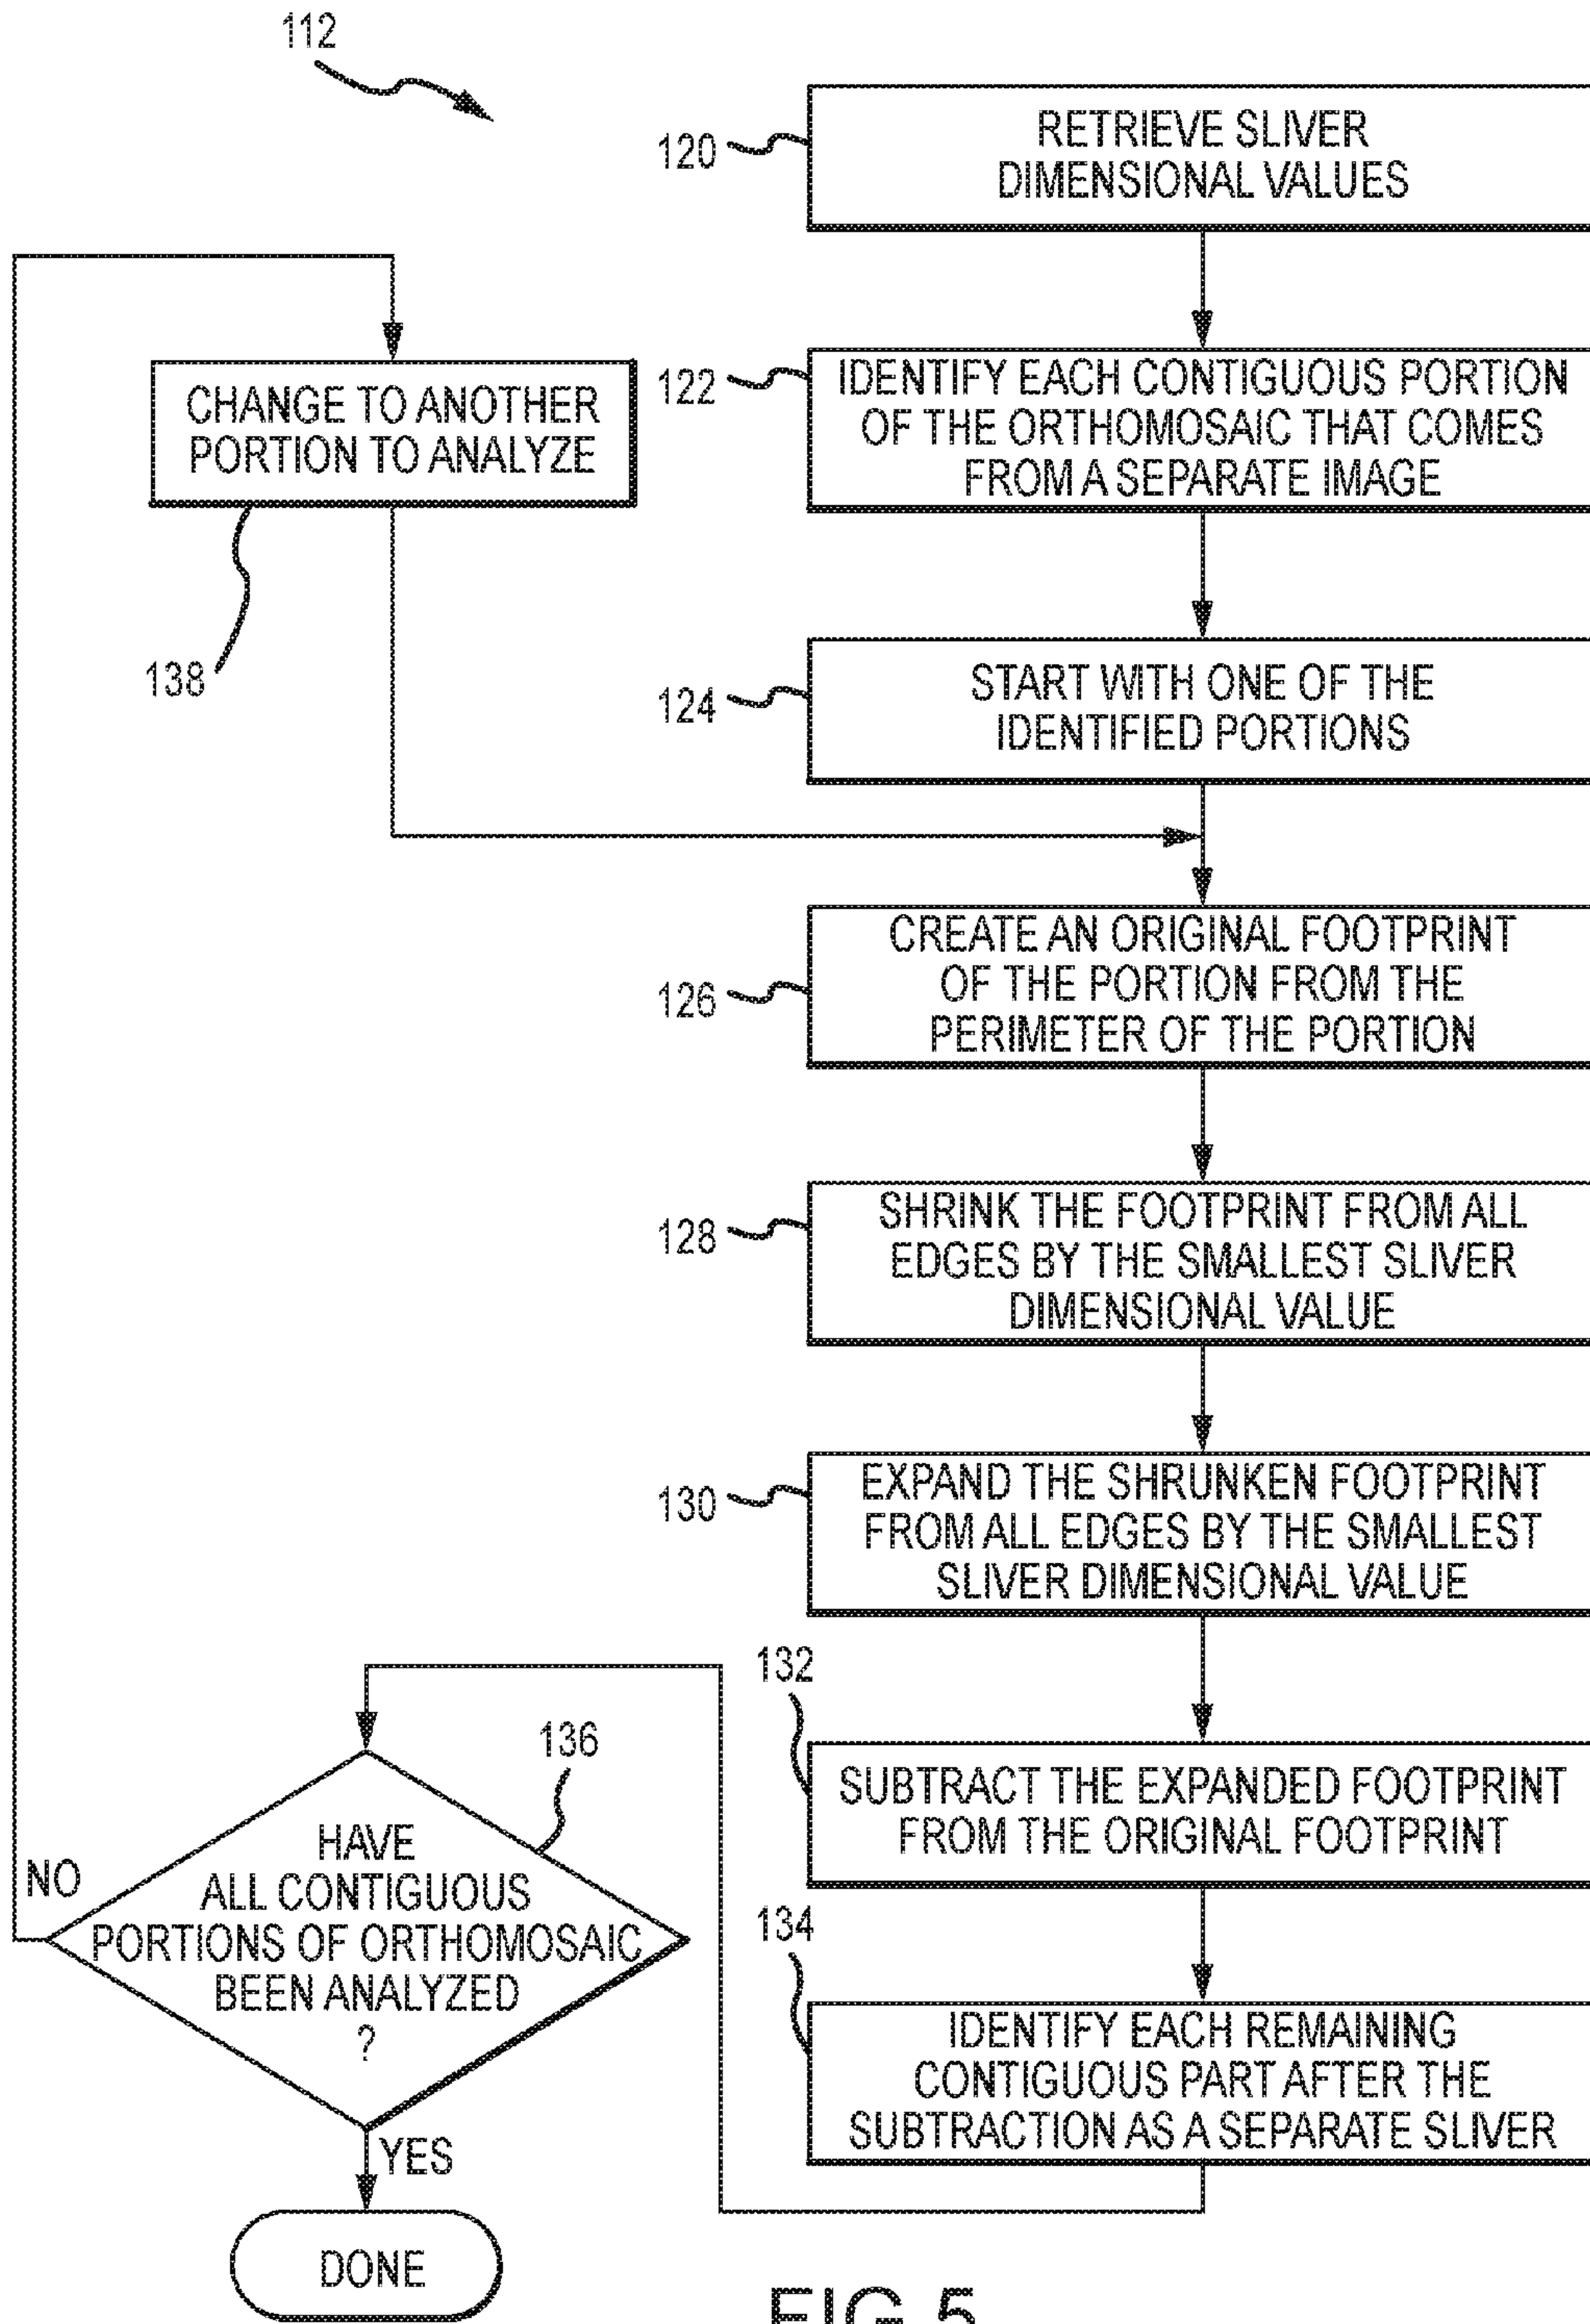 112
120
RETRIEVE SLIVER
DIMENSIONAL VALUES
122
IDENTIFY EACH CONTIGUOUS PORTION
OF THE ORTHOMOSAIC THAT COMES
FROM A SEPARATE IMAGE
CHANGE TO ANOTHER
PORTION TO ANALYZE
138
124
START WITH ONE OF THE
IDENTIFIED PORTIONS
126
CREATE AN ORIGINAL FOOTPRINT
OF THE PORTION FROM THE
PERIMETER OF THE PORTION
128
SHRINK THE FOOTPRINT FROM ALL
EDGES BY THE SMALLEST SLIVER
DIMENSIONAL VALUE
130
EXPAND THE SHRUNKEN FOOTPRINT
FROM ALL EDGES BY THE SMALLEST
SLIVER DIMENSIONAL VALUE
132
SUBTRACT THE EXPANDED FOOTPRINT
FROM THE ORIGINAL FOOTPRINT
134
IDENTIFY EACH REMAINING
CONTIGUOUS PART AFTER THE
SUBTRACTION AS A SEPARATE SLIVER
136
HAVE
ALL CONTIGUOUS
PORTIONS OF ORTHOMOSAIC
BEEN ANALYZED
?
NO
YES
DONE
FIG.5